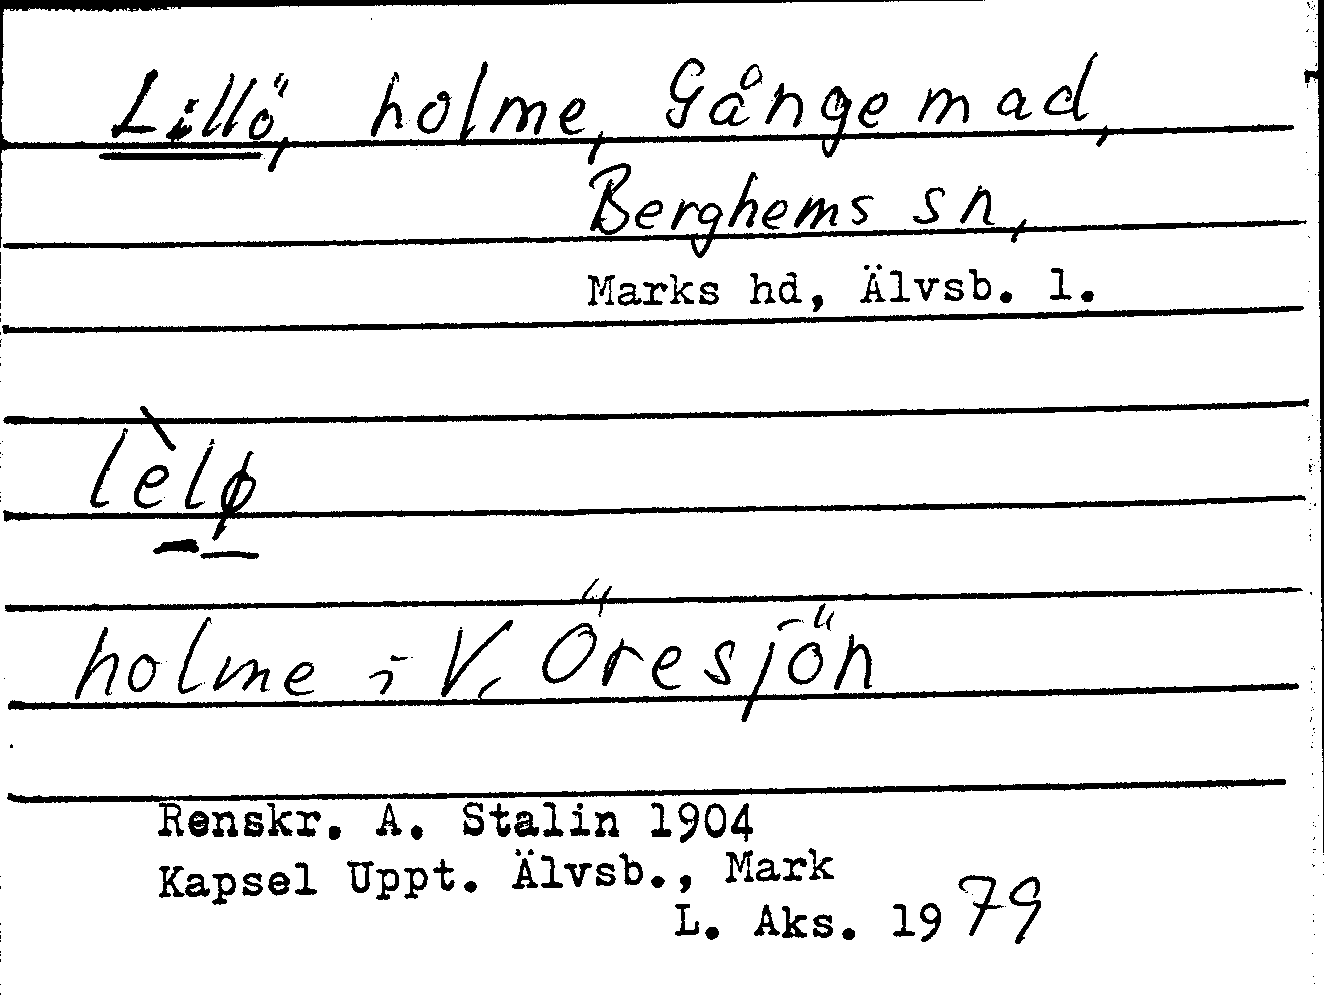 Lillö, holme, Gångemad,
Berghems sn,
Marks hd, Älvsb. l.
lèlø
holme i V. Öresjön
Renskr. A. Stalin 1904
Kapsel Uppt. Älvsb., Mark
L. Aks. 1979